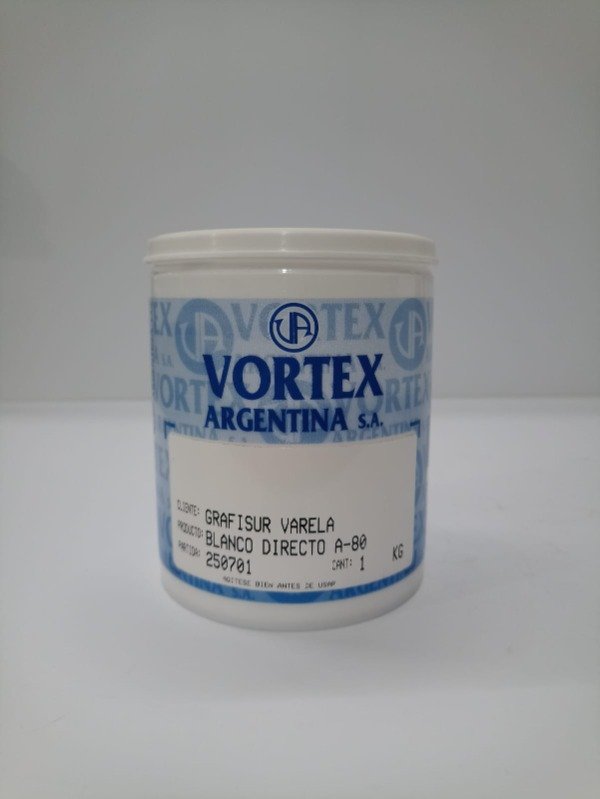 VA
VORTEX
ARGENTINA S.A.
CLIENTE: GRAFISUR VARELA
PRODUCTO: BLANCO DIRECTO A-80
PARTIDA: 250701 CANT: 1 KG
AGITESE BIEN ANTES DE USAR